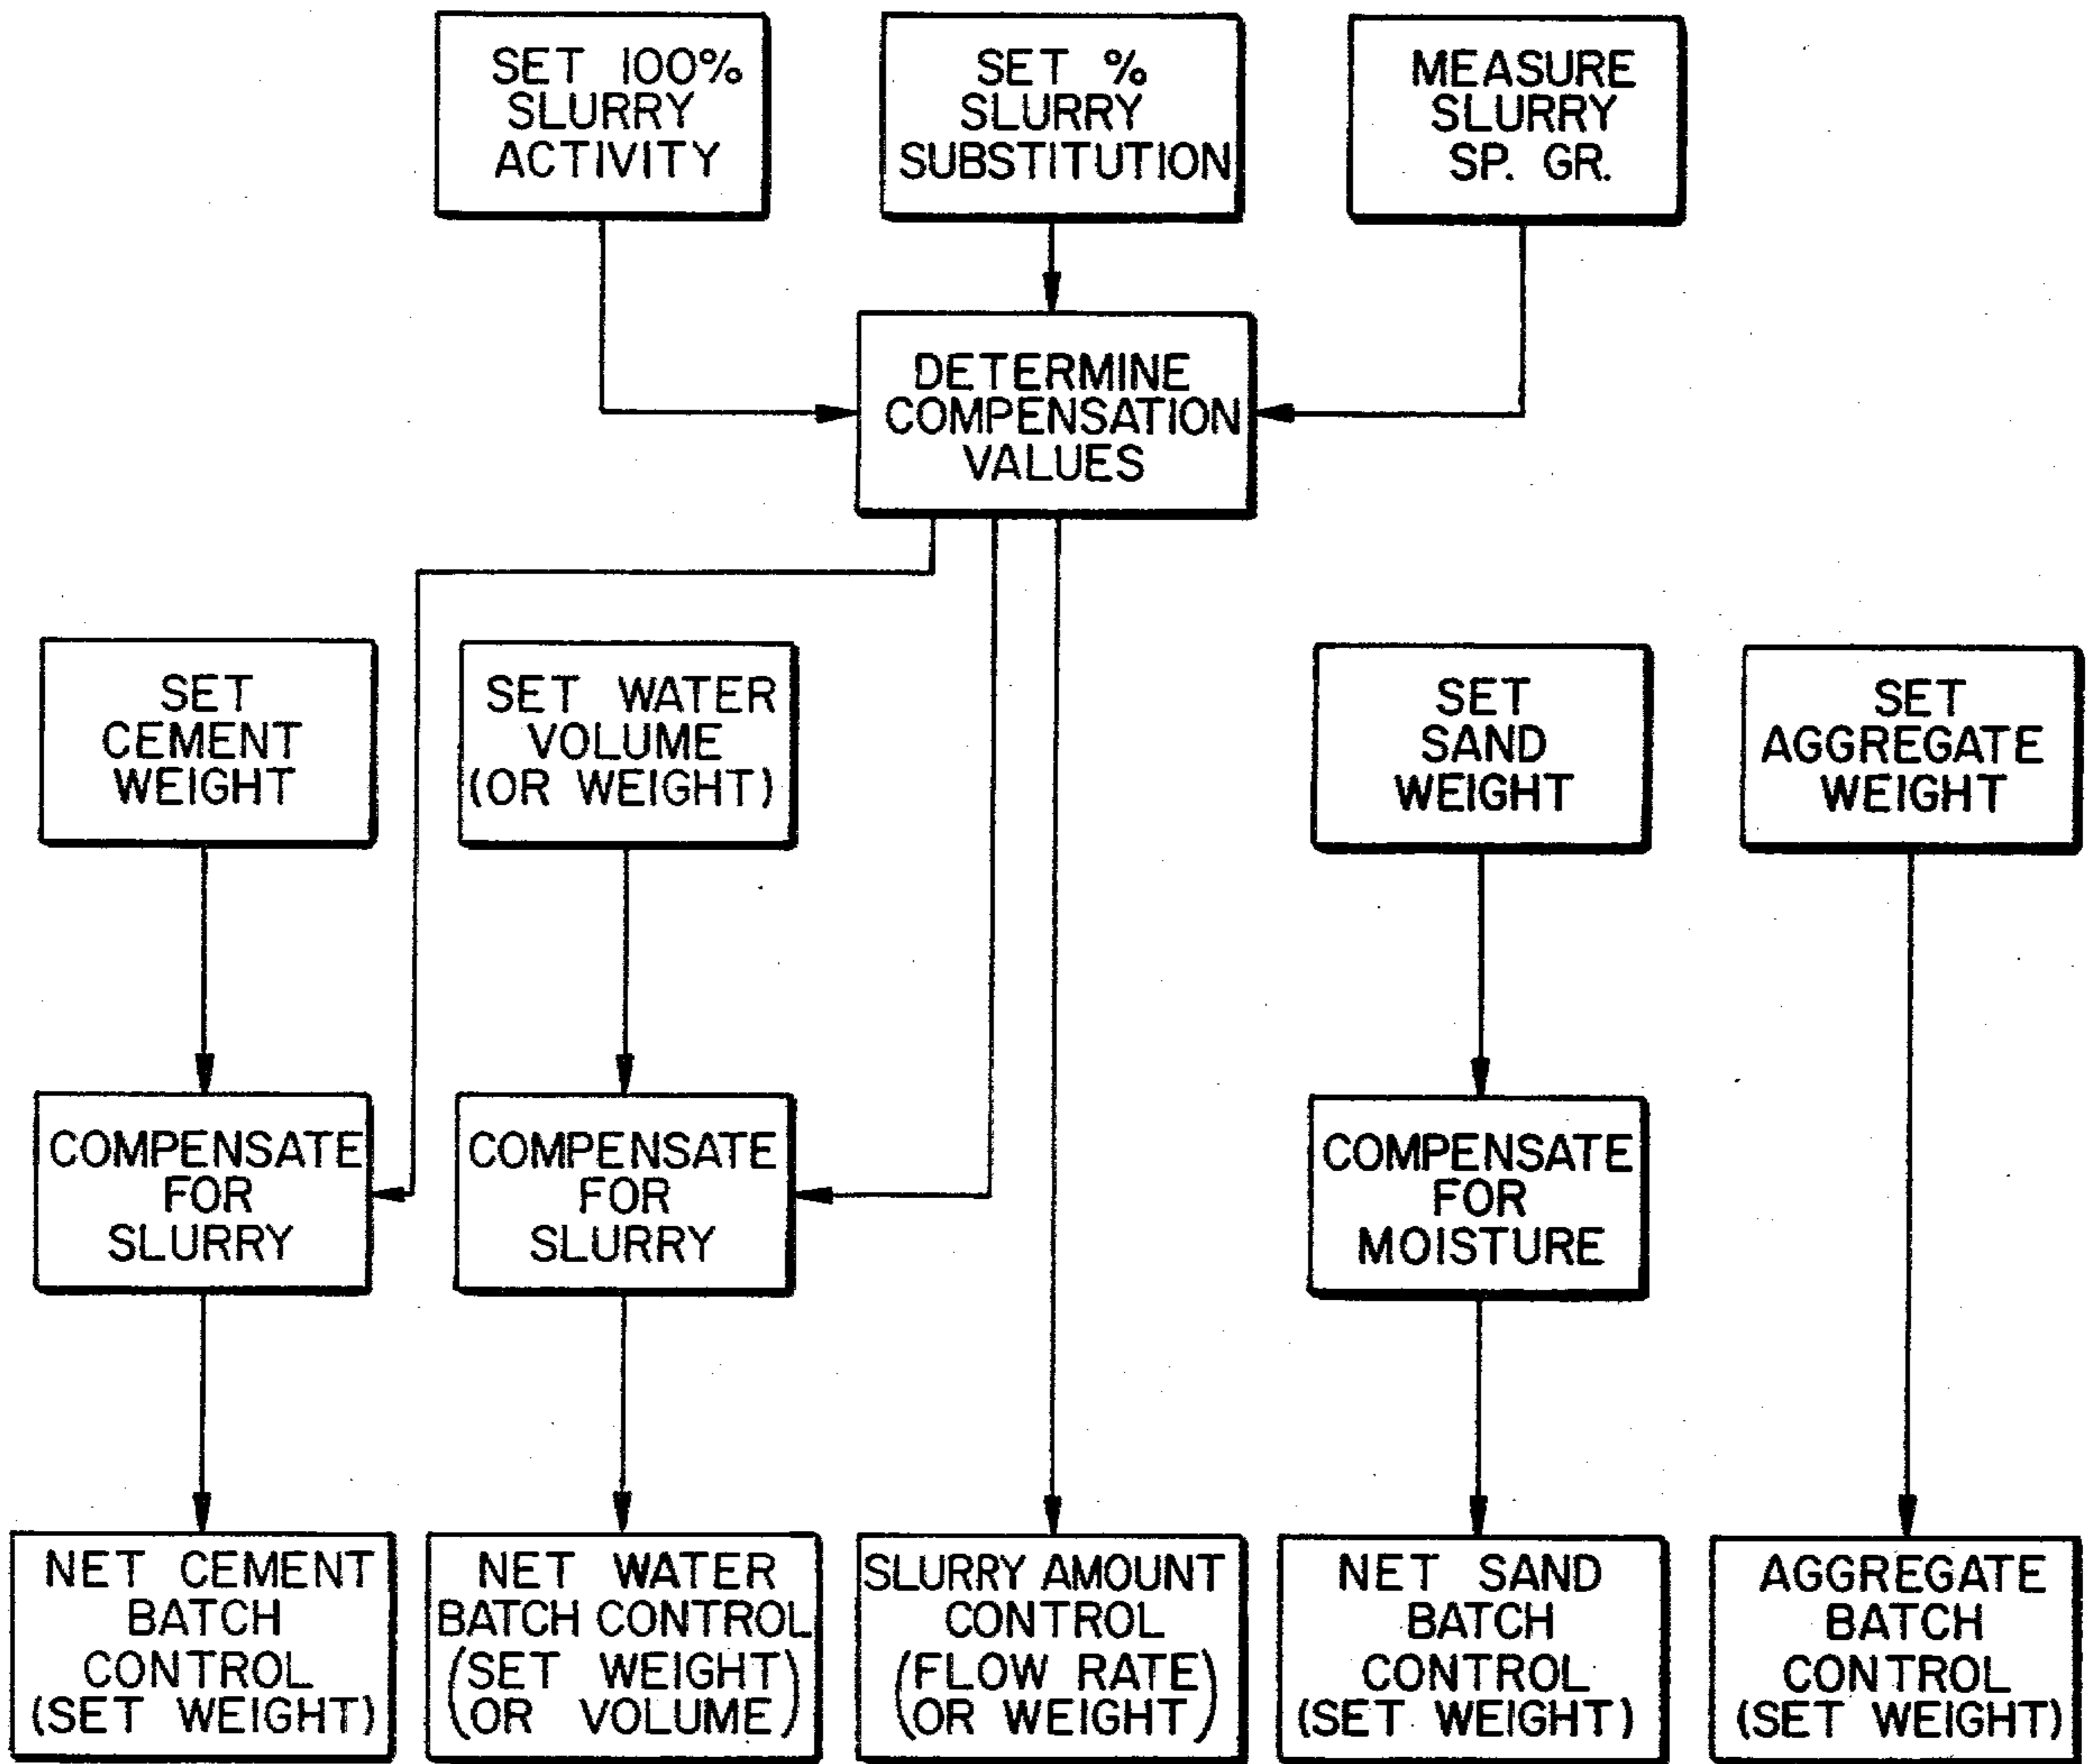 SET 100%
SLURRY
ACTIVITY
SET %
SLURRY
SUBSTITUTION
MEASURE
SLURRY
SP. GR.
DETERMINE
COMPENSATION
VALUES
SET
CEMENT
WEIGHT
SET WATER
VOLUME
(OR WEIGHT)
SET
SAND
WEIGHT
SET
AGGREGATE
WEIGHT
COMPENSATE
FOR
SLURRY
COMPENSATE
FOR
SLURRY
COMPENSATE
FOR
MOISTURE
NET CEMENT
BATCH
CONTROL
(SET WEIGHT)
NET WATER
BATCH CONTROL
(SET WEIGHT
OR VOLUME)
SLURRY AMOUNT
CONTROL
(FLOW RATE
OR WEIGHT)
NET SAND
BATCH
CONTROL
(SET WEIGHT)
AGGREGATE
BATCH
CONTROL
(SET WEIGHT)